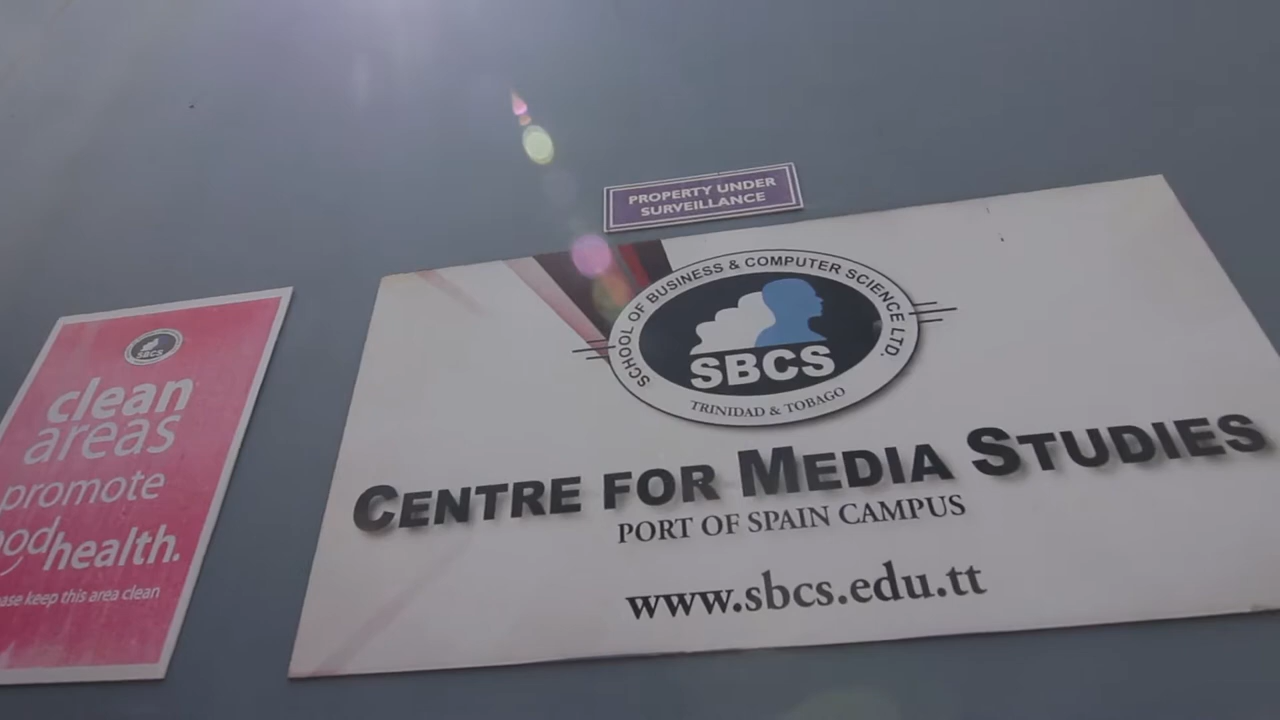 PROPERTY UNDER
SURVEILLANCE
SCHOOL OF BUSINESS & COMPUTER SCIENCE LTD.
SBCS
TRINIDAD & TOBAGO
CENTRE FOR MEDIA STUDIES
PORT OF SPAIN CAMPUS
www.sbcs.edu.tt
SBCS
clean
areas
promote
health.
keep this area clean